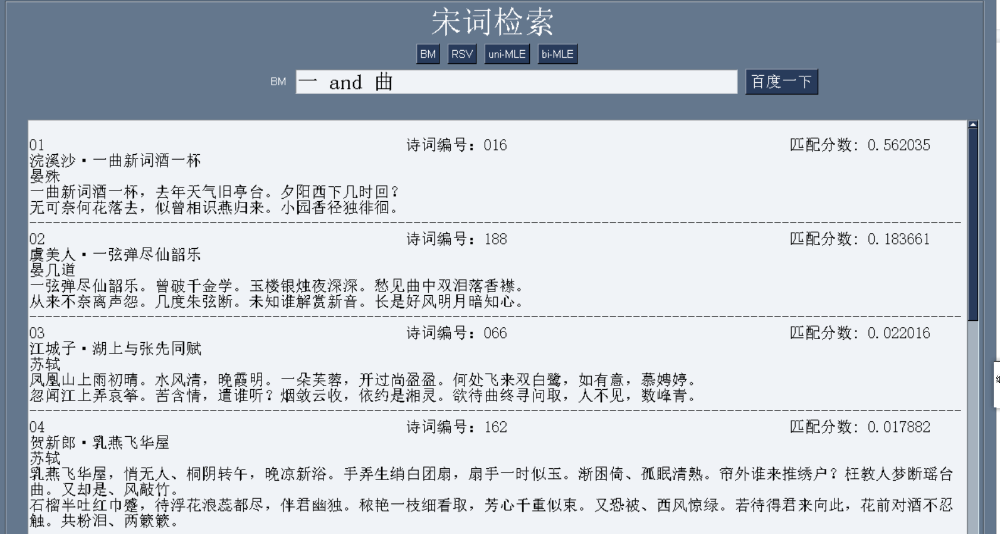 宋词检索
BM RSV uni-MLE bi-MLE
BM 一 and 曲 百度一下
01 诗词编号：016 匹配分数: 0.562035
浣溪沙·一曲新词酒一杯
晏殊
一曲新词酒一杯，去年天气旧亭台。夕阳西下几时回？
无可奈何花落去，似曾相识燕归来。小园香径独徘徊。
02 诗词编号：188 匹配分数: 0.183661
虞美人·一弦弹尽仙韶乐
晏几道
一弦弹尽仙韶乐。曾破千金学。玉楼银烛夜深深。愁见曲中双泪落香襟。
从来不奈离声怨。几度朱弦断。未知谁解赏新音。长是好风明月暗知心。
03 诗词编号：066 匹配分数: 0.022016
江城子·湖上与张先同赋
苏轼
凤凰山上雨初晴。水风清，晚霞明。一朵芙蓉，开过尚盈盈。何处飞来双白鹭，如有意，慕娉婷。
忽闻江上弄哀筝。苦含情，遣谁听？烟敛云收，依约是湘灵。欲待曲终寻问取，人不见，数峰青。
04 诗词编号：162 匹配分数: 0.017882
贺新郎·乳燕飞华屋
苏轼
乳燕飞华屋，悄无人、桐阴转午，晚凉新浴。手弄生绡白团扇，扇手一时似玉。渐困倚、孤眠清熟。帘外谁来推绣户？枉教人梦断瑶台
曲。又却是、风敲竹。
石榴半吐红巾蹙，待浮花浪蕊都尽，伴君幽独。秾艳一枝细看取，芳心千重似束。又恐被、西风惊绿。若待得君来向此，花前对酒不忍
触。共粉泪、两簌簌。